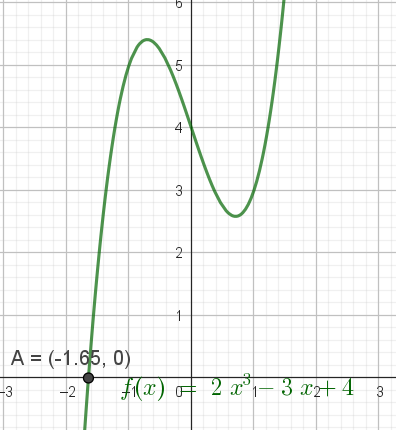 6
5
4
3
2
1
A = (-1.65, 0)
f(x) = 2 x³ − 3 x + 4
−3 −2 −1 0 1 2 3